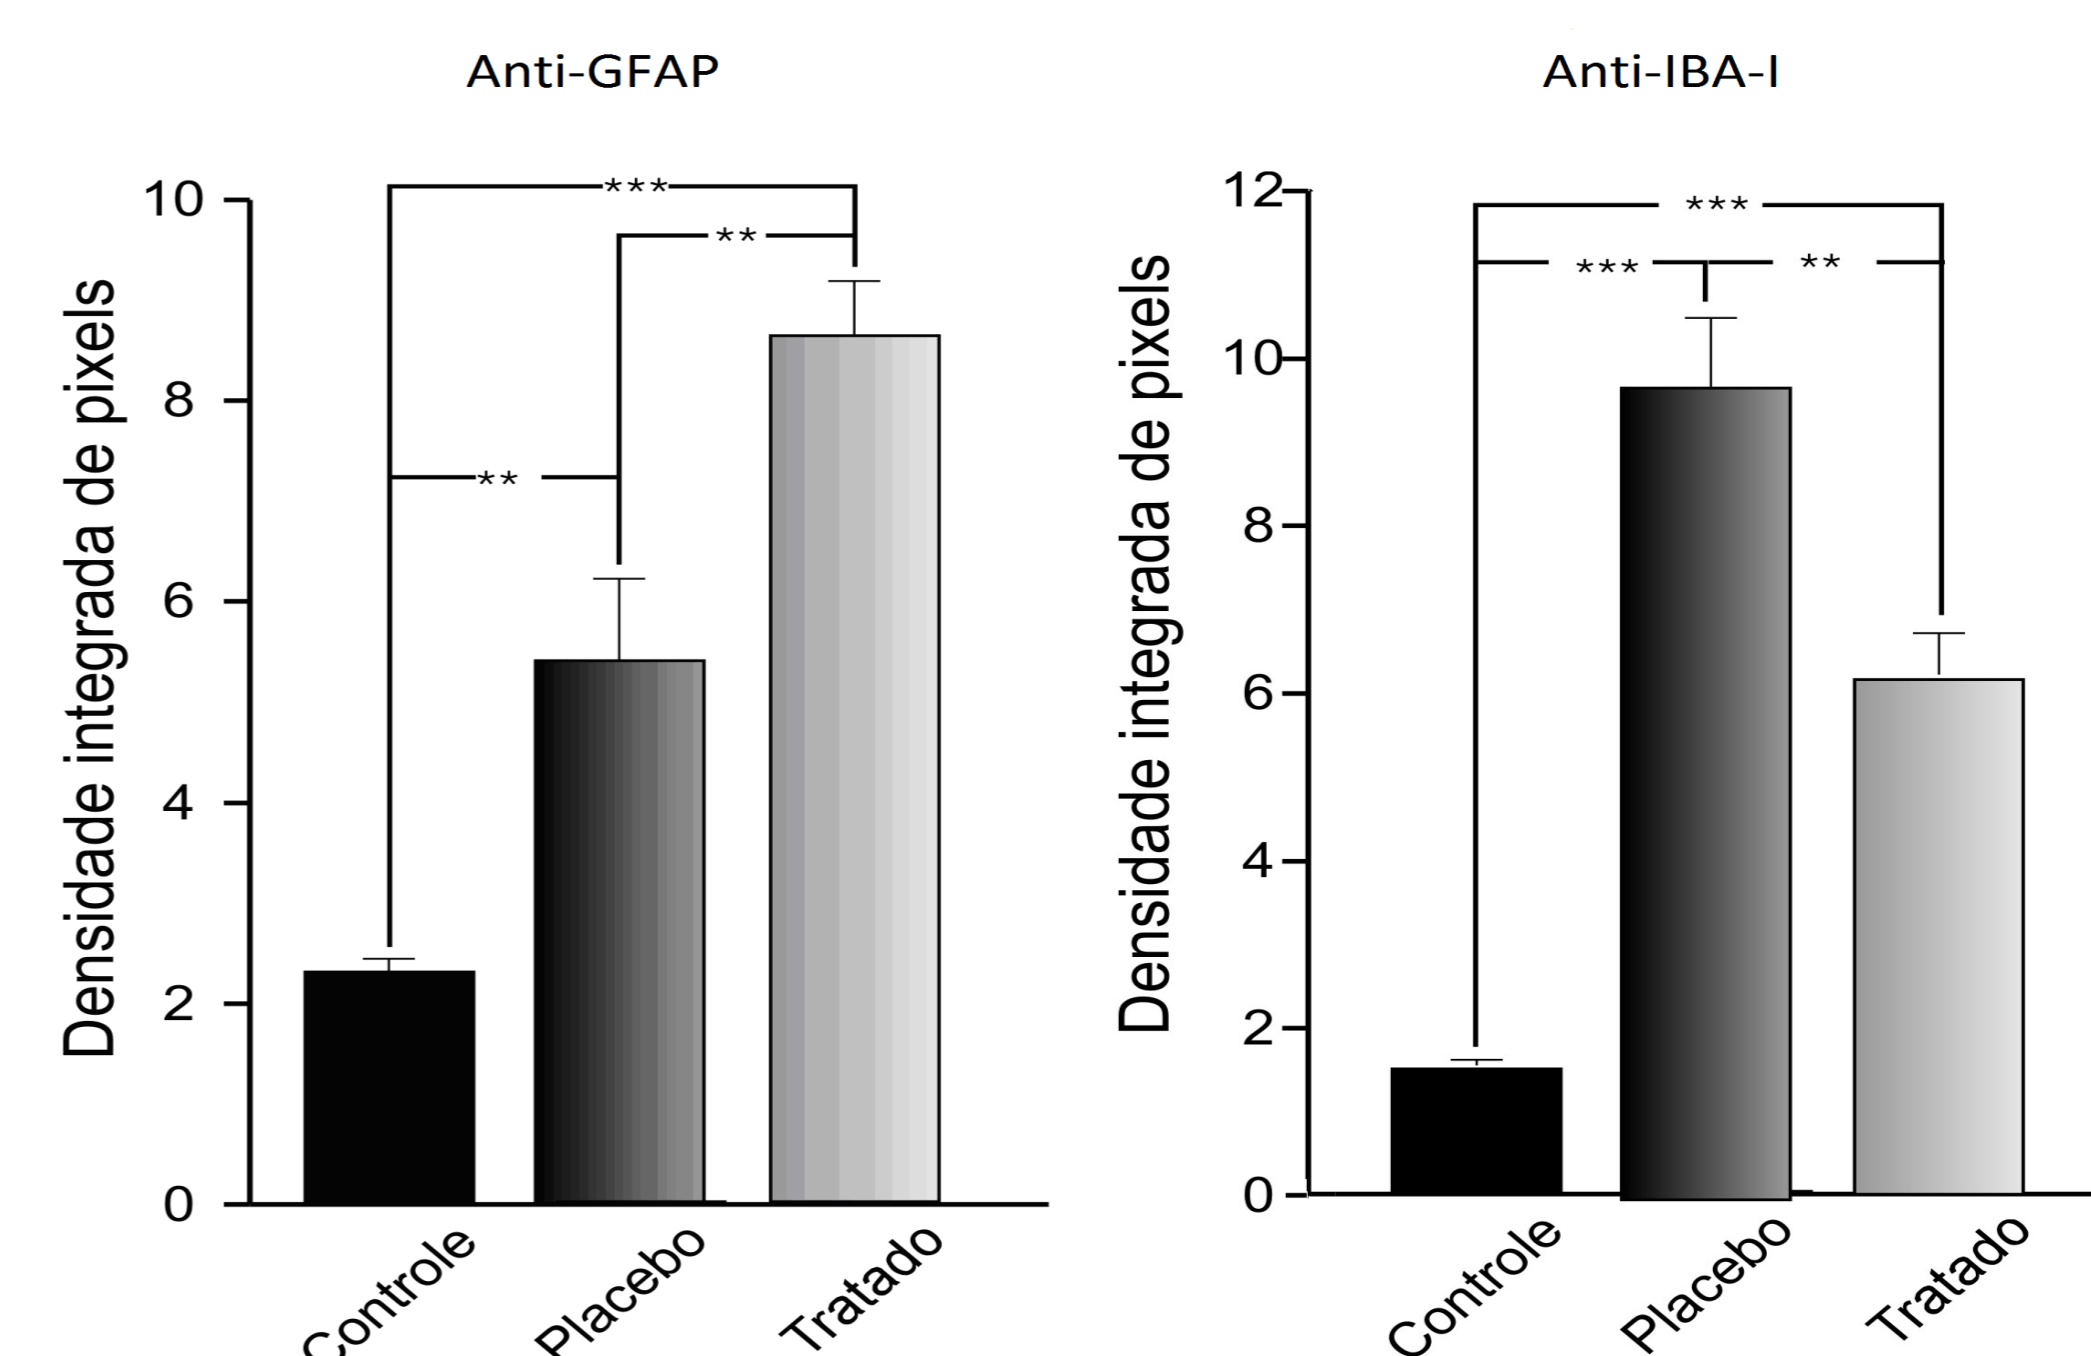 Anti-GFAP
Densidade integrada de pixels
10
8
6
4
2
0
***
**
**
Controle
Placebo
Tratado
Anti-IBA-I
Densidade integrada de pixels
12
10
8
6
4
2
0
***
***
**
Controle
Placebo
Tratado